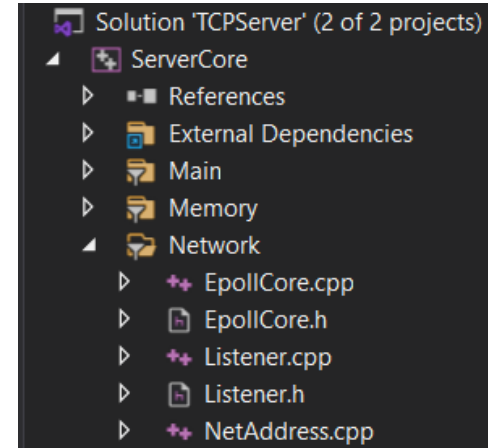 Solution 'TCPServer' (2 of 2 projects)
ServerCore
References
External Dependencies
Main
Memory
Network
EpollCore.cpp
EpollCore.h
Listener.cpp
Listener.h
NetAddress.cpp